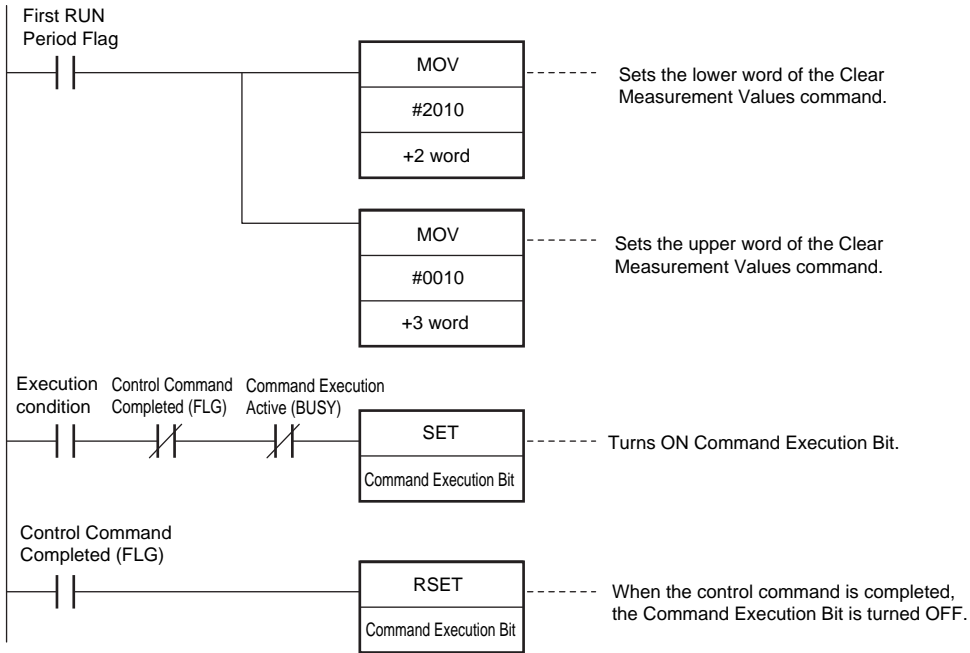 First RUN
Period Flag
MOV
#2010
+2 word
Sets the lower word of the Clear
Measurement Values command.
MOV
#0010
+3 word
Sets the upper word of the Clear
Measurement Values command.
Execution
condition
Control Command
Completed (FLG)
Command Execution
Active (BUSY)
SET
Command Execution Bit
Turns ON Command Execution Bit.
Control Command
Completed (FLG)
RSET
Command Execution Bit
When the control command is completed,
the Command Execution Bit is turned OFF.